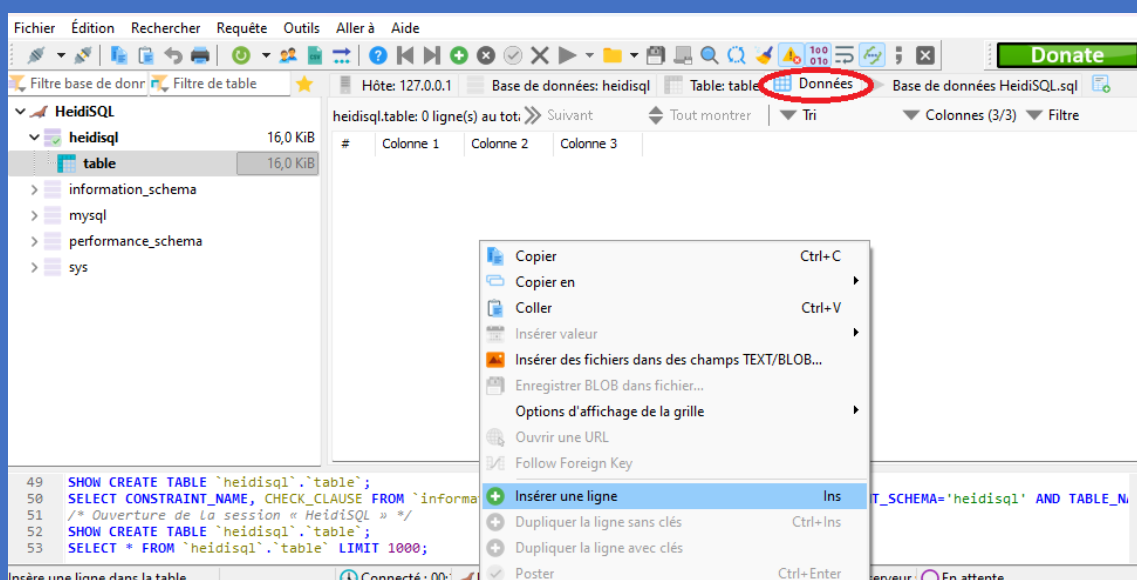 Fichier Édition Rechercher Requête Outils Aller à Aide
Donate
Filtre base de donr Filtre de table
Hôte: 127.0.0.1 Base de données: heidisql Table: table Données Base de données HeidiSQL.sql
HeidiSQL
heidisql 16,0 KiB
table 16,0 KiB
information_schema
mysql
performance_schema
sys
heidisql.table: 0 ligne(s) au tot Suivant Tout montrer Tri Colonnes (3/3) Filtre
# Colonne 1 Colonne 2 Colonne 3
Copier Ctrl+C
Copier en
Coller Ctrl+V
Insérer valeur
Insérer des fichiers dans des champs TEXT/BLOB...
Enregistrer BLOB dans fichier...
Options d'affichage de la grille
Ouvrir une URL
Follow Foreign Key
Insérer une ligne Ins
Dupliquer la ligne sans clés Ctrl+Ins
Dupliquer la ligne avec clés
Poster Ctrl+Enter
49 SHOW CREATE TABLE `heidisql`.`table`;
50 SELECT CONSTRAINT_NAME, CHECK_CLAUSE FROM `informa T_SCHEMA='heidisql' AND TABLE_N
51 /* Ouverture de la session « HeidiSQL » */
52 SHOW CREATE TABLE `heidisql`.`table`;
53 SELECT * FROM `heidisql`.`table` LIMIT 1000;
Insère une ligne dans la table Connecté : 00: serveur En attente